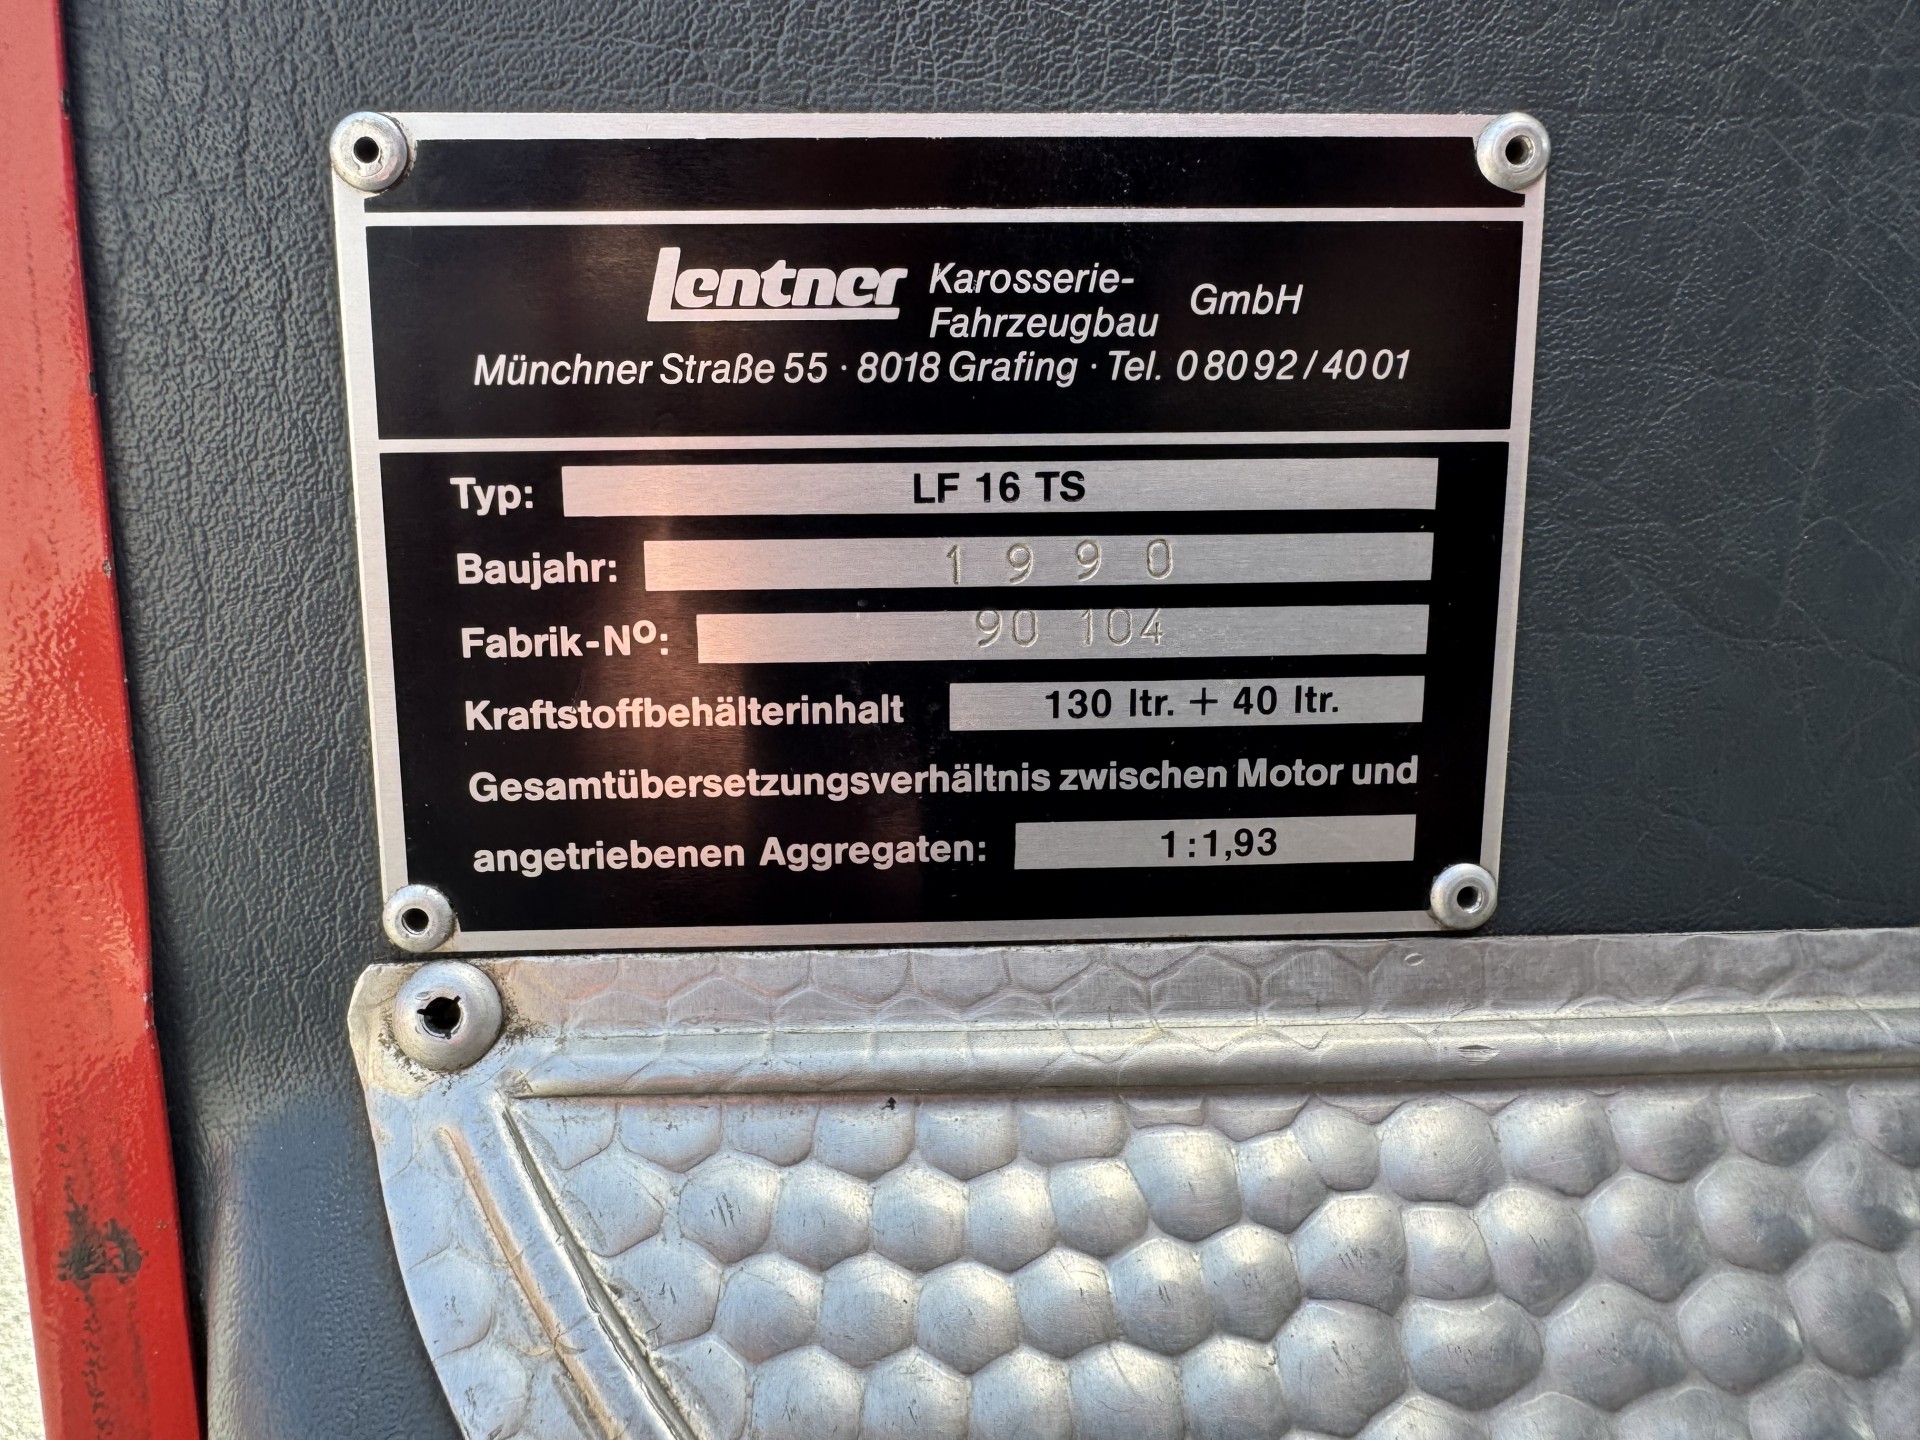 Lentner Karosserie-Fahrzeugbau GmbH
Münchner Straße 55 · 8018 Grafing · Tel. 08092/4001
Typ: LF 16 TS
Baujahr: 1990
Fabrik-Nº: 90 104
Kraftstoffbehälterinhalt 130 ltr. + 40 ltr.
Gesamtübersetzungsverhältnis zwischen Motor und
angetriebenen Aggregaten: 1:1,93